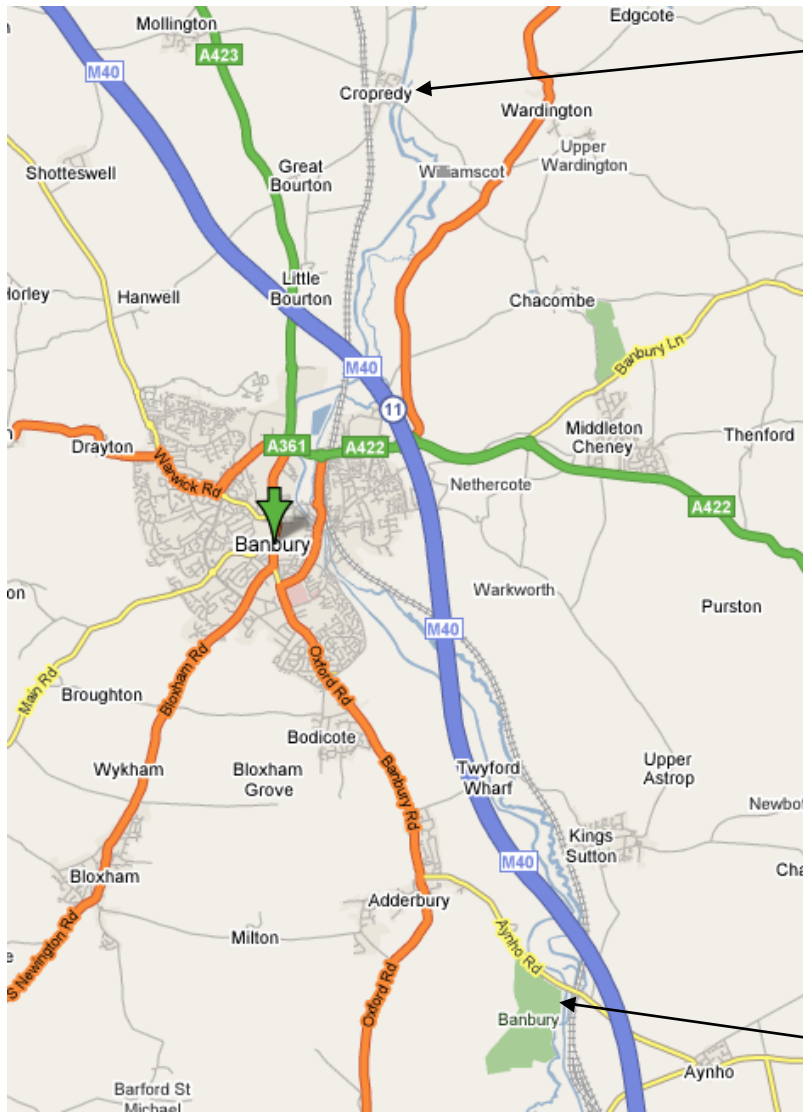 Edgcote
Mollington
A423
M40
Cropredy
Wardington
Great
Bourton
Upper
Wardington
Shotteswell
Williamscot
Little
Bourton
Hanwell
Chacombe
Banbury Ln
M40
11
Middleton
Cheney
Thenford
Drayton
A361
A422
Warwick Rd
Nethercote
A422
Banbury
Warkworth
Purston
M40
Oxford Rd
Bloxham Rd
Main Rd
Broughton
Bodicote
Wykham
Bloxham
Grove
Banbury Rd
Twyford
Wharf
Upper
Astrop
Kings
Sutton
M40
Bloxham
Adderbury
Milton
Aynho Rd
S Newington Rd
Oxford Rd
Banbury
Aynho
Barford St
Michael